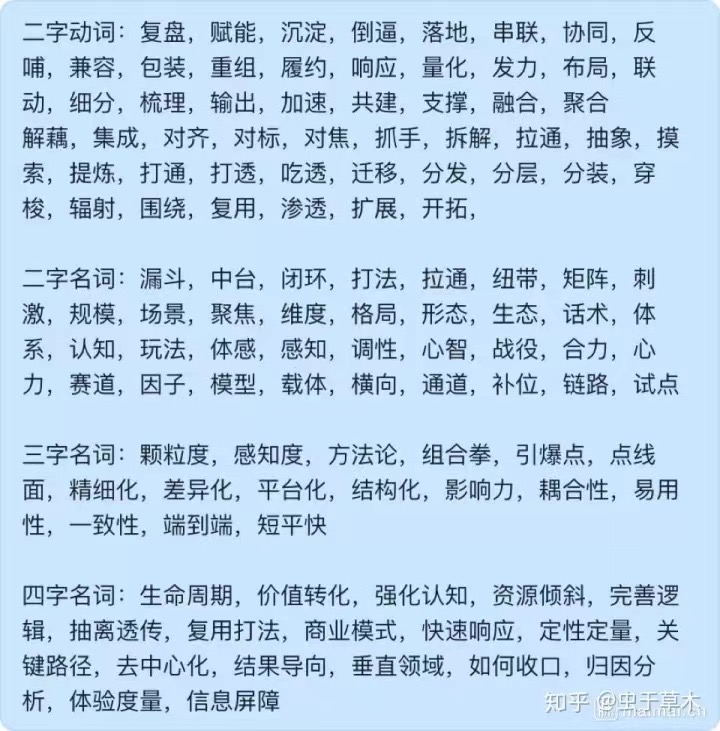 二字动词：复盘，赋能，沉淀，倒逼，落地，串联，协同，反
哺，兼容，包装，重组，履约，响应，量化，发力，布局，联
动，细分，梳理，输出，加速，共建，支撑，融合，聚合
解藕，集成，对齐，对标，对焦，抓手，拆解，拉通，抽象，摸
索，提炼，打通，打透，吃透，迁移，分发，分层，分装，穿
梭，辐射，围绕，复用，渗透，扩展，开拓，
二字名词：漏斗，中台，闭环，打法，拉通，纽带，矩阵，刺
激，规模，场景，聚焦，维度，格局，形态，生态，话术，体
系，认知，玩法，体感，感知，调性，心智，战役，合力，心
力，赛道，因子，模型，载体，横向，通道，补位，链路，试点
三字名词：颗粒度，感知度，方法论，组合拳，引爆点，点线
面，精细化，差异化，平台化，结构化，影响力，耦合性，易用
性，一致性，端到端，短平快
四字名词：生命周期，价值转化，强化认知，资源倾斜，完善逻
辑，抽离透传，复用打法，商业模式，快速响应，定性定量，关
键路径，去中心化，结果导向，垂直领域，如何收口，归因分
析，体验度量，信息屏障
知乎 @虫于草木
maimai.cn